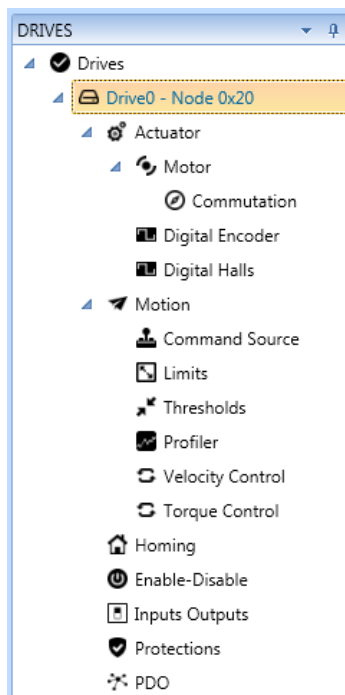 DRIVES
Drives
Drive0 - Node 0x20
Actuator
Motor
Commutation
Digital Encoder
Digital Halls
Motion
Command Source
Limits
Thresholds
Profiler
Velocity Control
Torque Control
Homing
Enable-Disable
Inputs Outputs
Protections
PDO